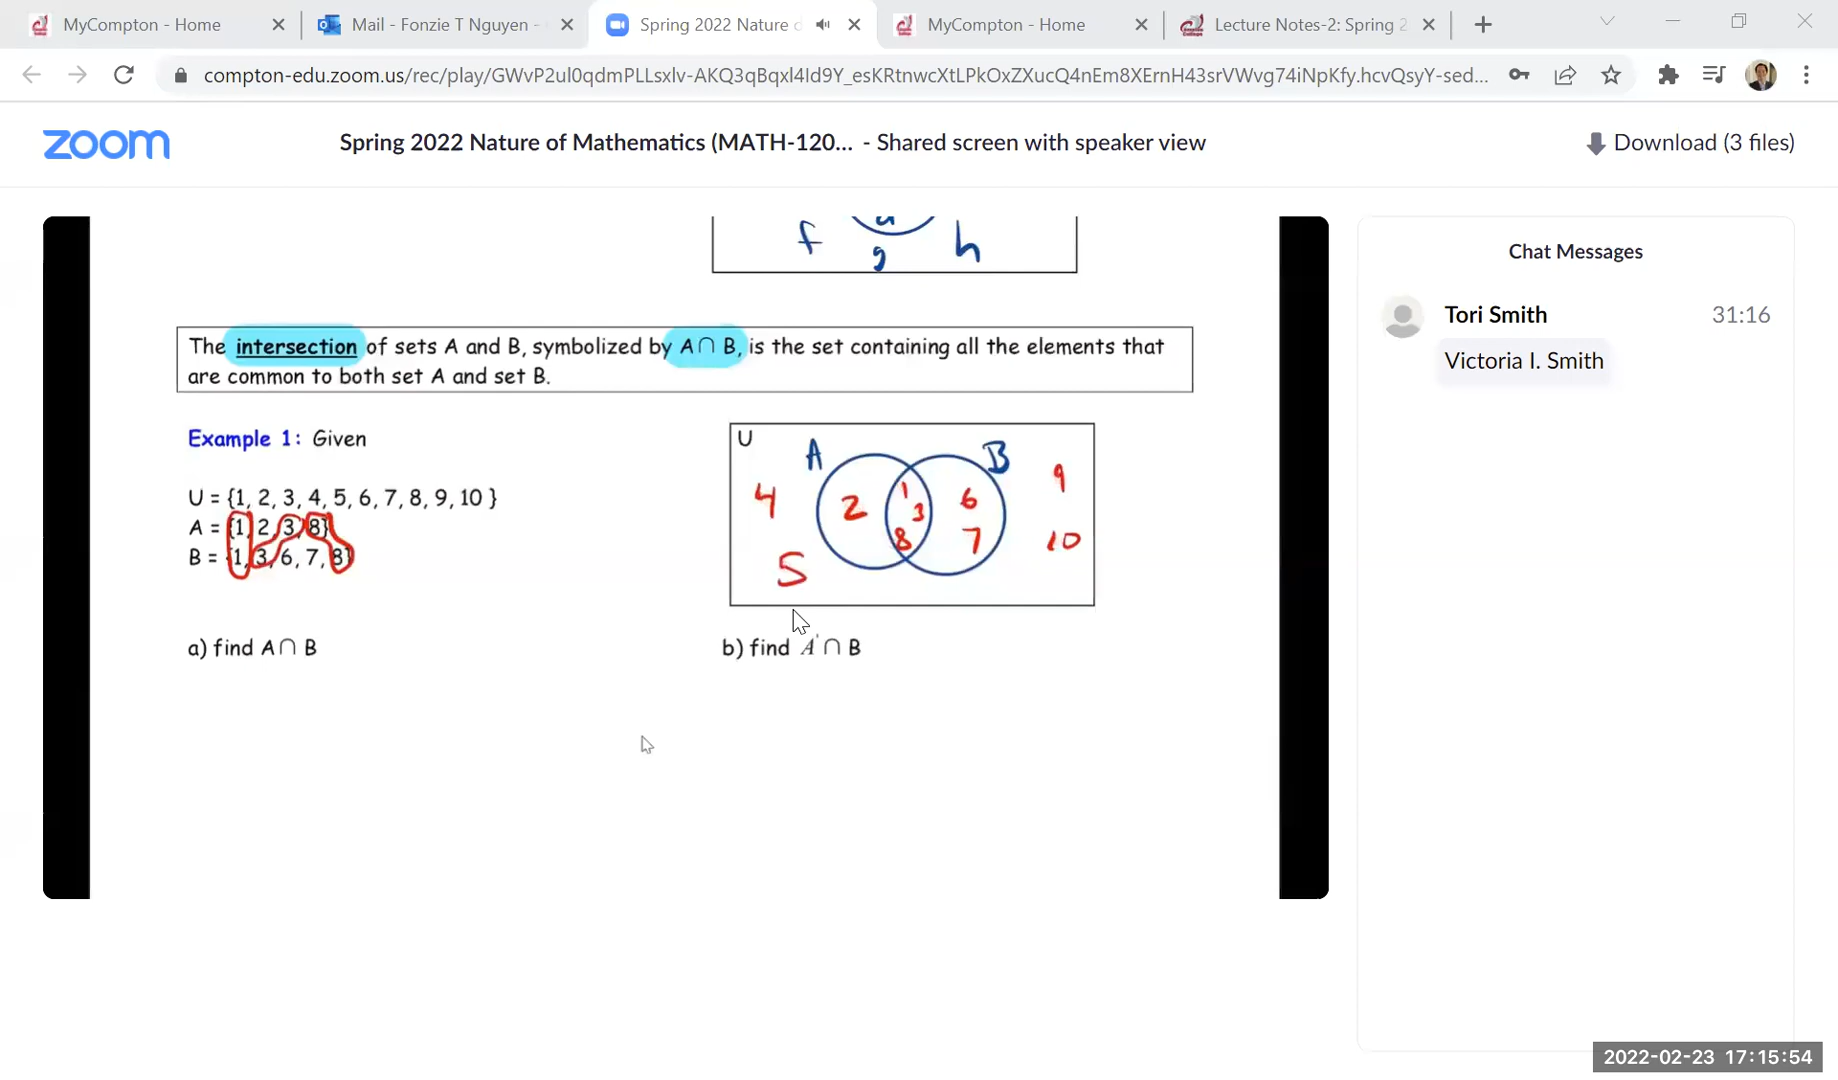 MyCompton - Home
Mail - Fonzie T Nguyen -
Spring 2022 Nature o
MyCompton - Home
Lecture Notes-2: Spring 2
compton-edu.zoom.us/rec/play/GWvP2ul0qdmPLLsxlv-AKQ3qBqxl4Id9Y_esKRtnwcXtLPkOxZXucQ4nEm8XErnH43srVWvg74iNpKfy.hcvQsyY-sed...
zoom
Spring 2022 Nature of Mathematics (MATH-120... - Shared screen with speaker view
Download (3 files)
f g h
The intersection of sets A and B, symbolized by A∩ B, is the set containing all the elements that
are common to both set A and set B.
Example 1: Given
U = {1, 2, 3, 4, 5, 6, 7, 8, 9, 10 }
A = {1, 2, 3, 8}
B = {1, 3, 6, 7, 8}
U
A B
4 2 1 3 8 6 7 9
5 10
a) find A∩ B
b) find A' ∩ B
Chat Messages
Tori Smith 31:16
Victoria I. Smith
2022-02-23 17:15:54